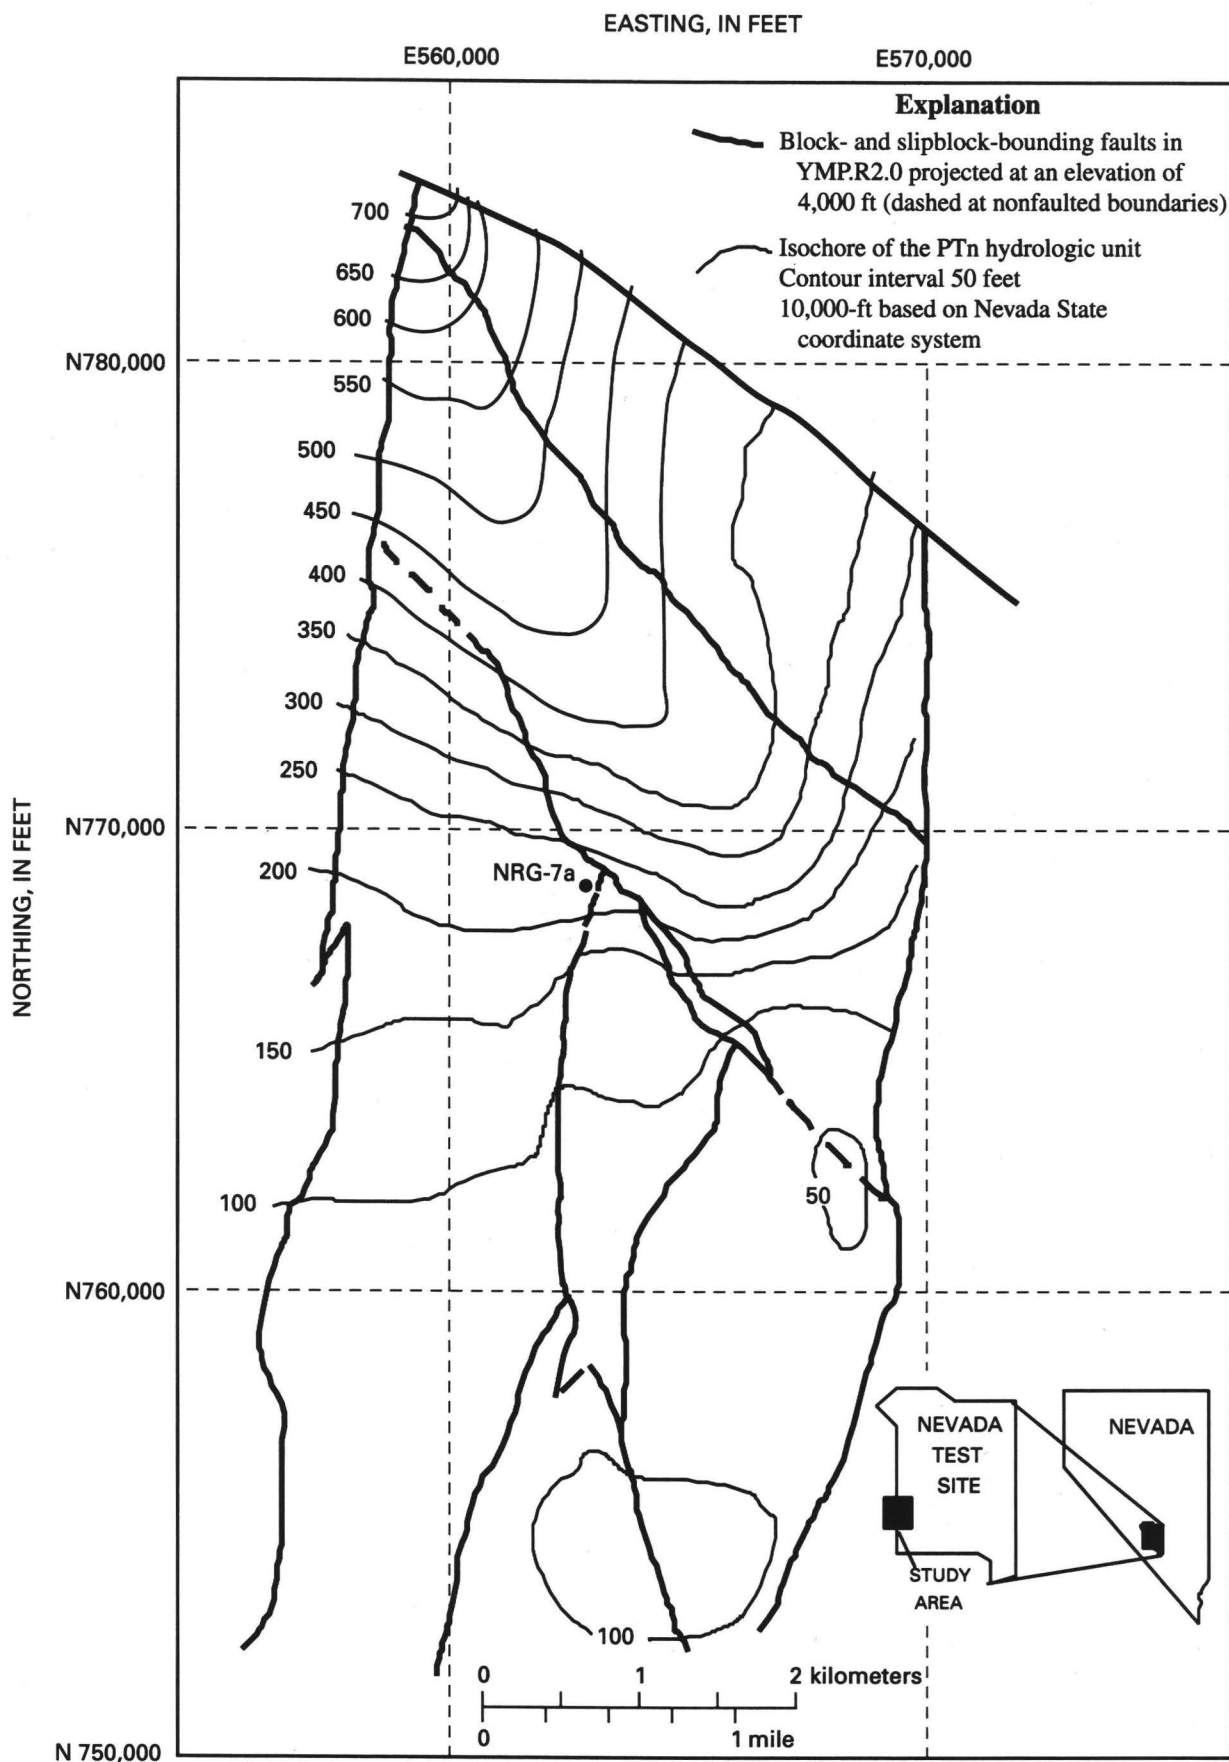 EASTING, IN FEET
E560,000
E570,000
Explanation
Block- and slipblock-bounding faults in
YMP.R2.0 projected at an elevation of
4,000 ft (dashed at nonfaulted boundaries)
Isochore of the PTn hydrologic unit
Contour interval 50 feet
10,000-ft based on Nevada State
coordinate system
700
650
600
N780,000
550
500
450
400
350
300
250
NORTHING, IN FEET
N770,000
200
NRG-7a
150
50
100
N760,000
NEVADA
TEST
SITE
NEVADA
STUDY
AREA
100
0
1
2 kilometers
0
1 mile
N 750,000